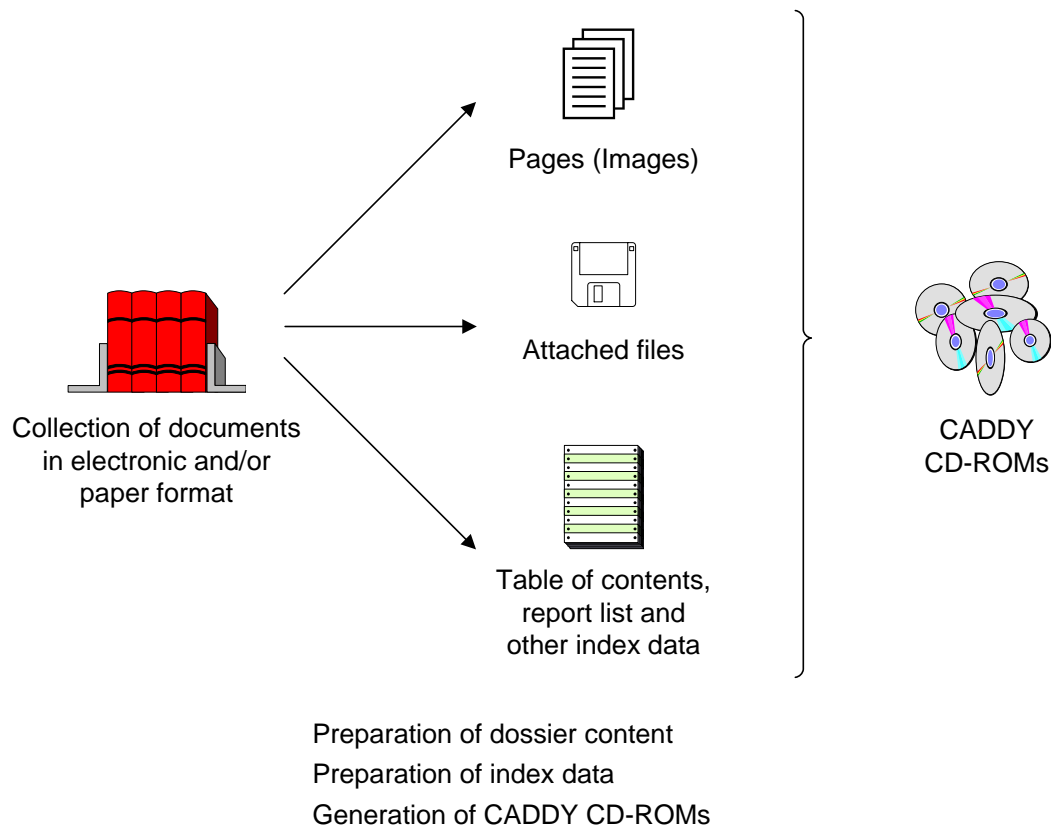 Pages (Images)
Attached files
Collection of documents
in electronic and/or
paper format
Table of contents,
report list and
other index data
CADDY
CD-ROMs
Preparation of dossier content
Preparation of index data
Generation of CADDY CD-ROMs